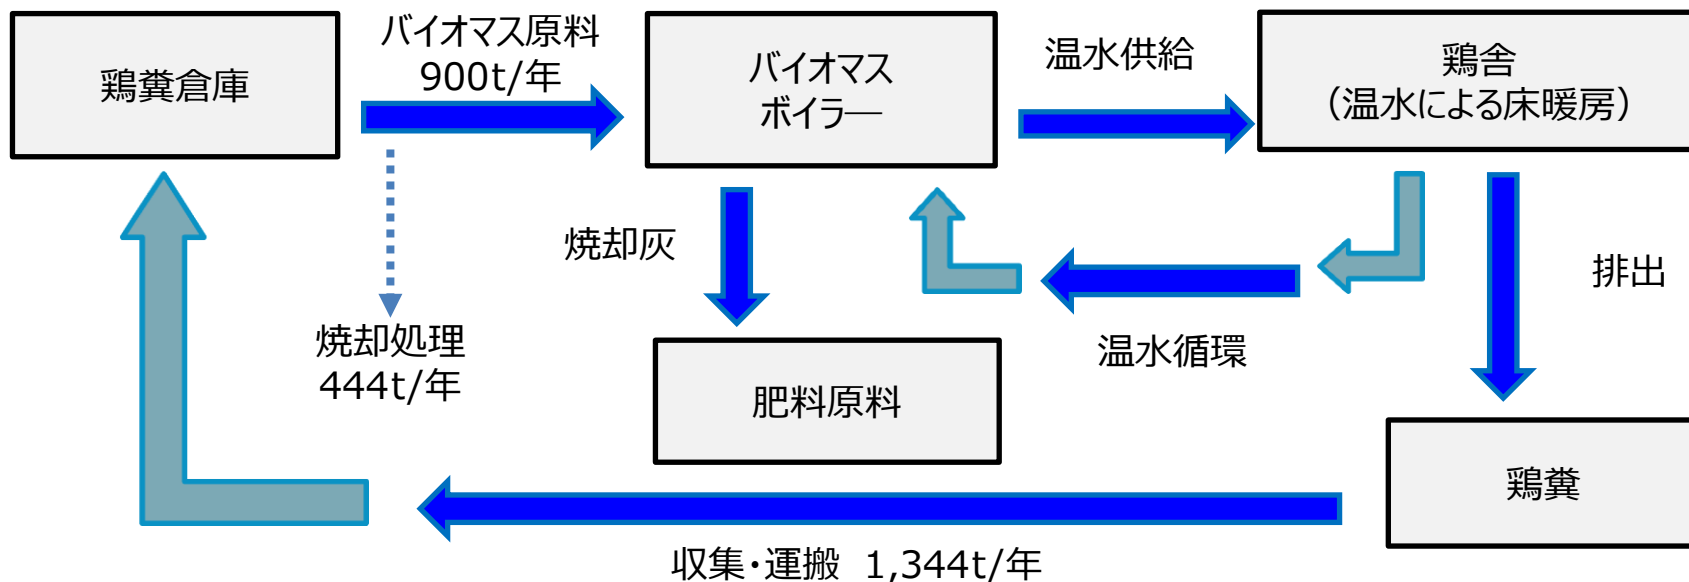 鶏糞倉庫
バイオマス原料
900t/年
バイオマス
ボイラ―
温水供給
鶏舎
（温水による床暖房）
焼却灰
排出
焼却処理
444t/年
温水循環
肥料原料
鶏糞
収集・運搬 1,344t/年